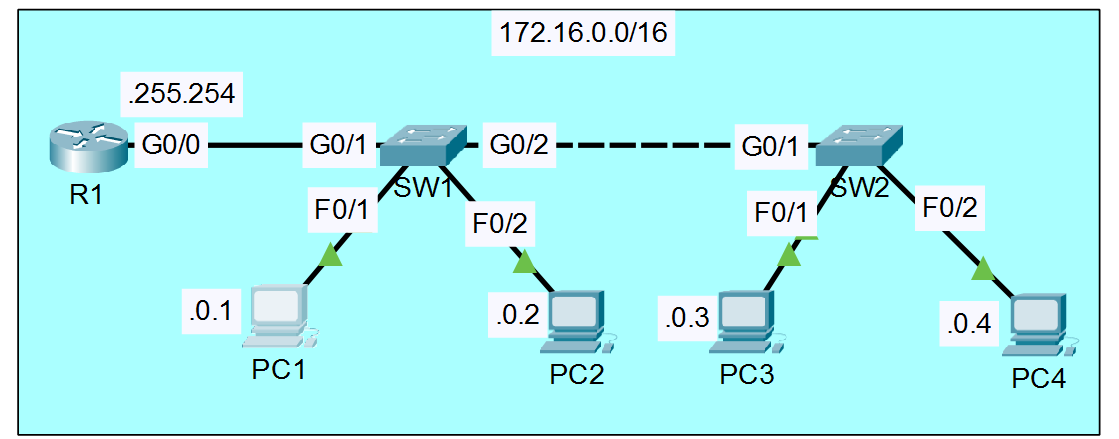 172.16.0.0/16
.255.254
G0/0
G0/1
G0/2
G0/1
R1
SW1
SW2
F0/1
F0/2
F0/1
F0/2
.0.1
.0.2
.0.3
.0.4
PC1
PC2
PC3
PC4